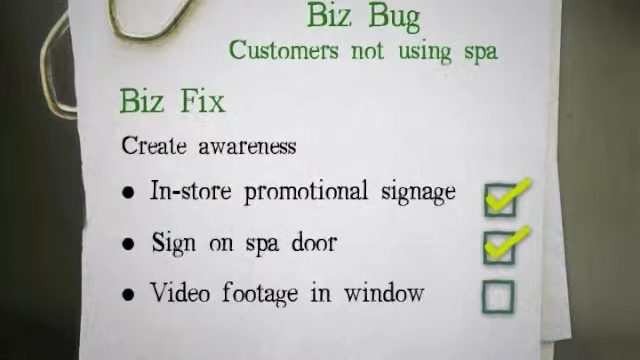 Biz Bug
Customers not using spa
Biz Fix
Create awareness
• In-store promotional signage
• Sign on spa door
• Video footage in window